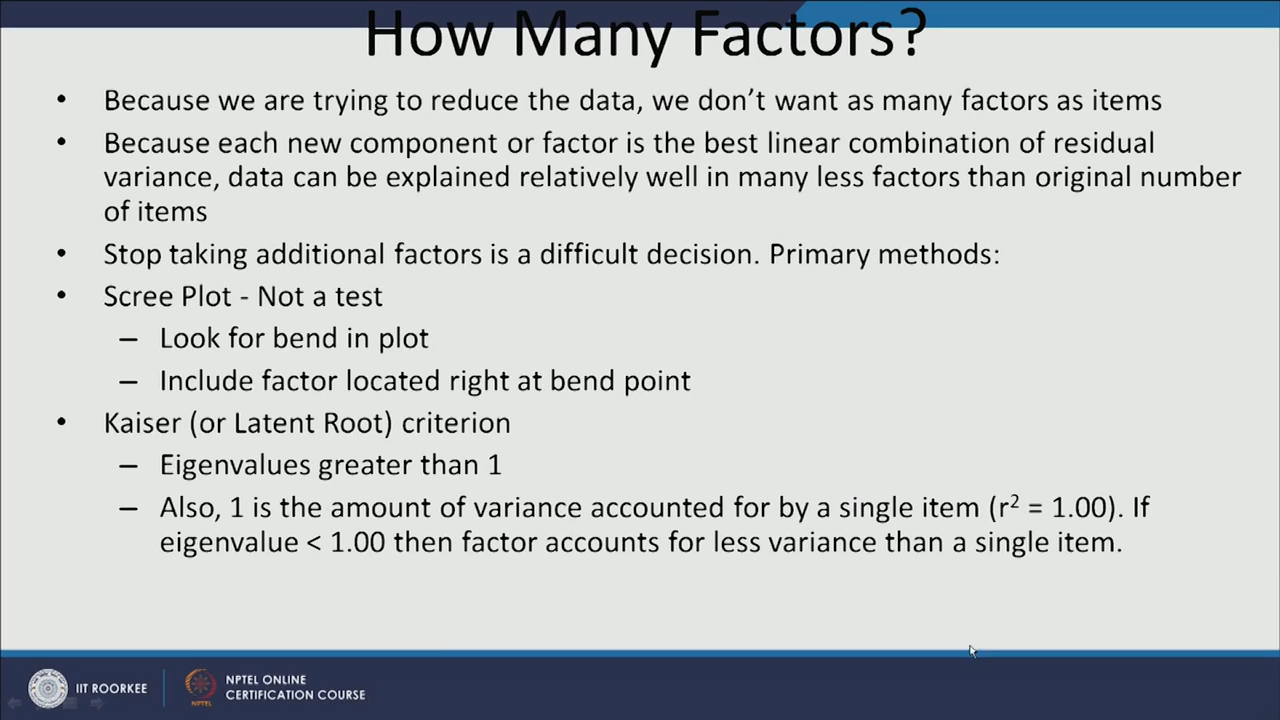 How Many Factors?
• Because we are trying to reduce the data, we don't want as many factors as items
• Because each new component or factor is the best linear combination of residual
variance, data can be explained relatively well in many less factors than original number
of items
• Stop taking additional factors is a difficult decision. Primary methods:
• Scree Plot - Not a test
– Look for bend in plot
– Include factor located right at bend point
• Kaiser (or Latent Root) criterion
– Eigenvalues greater than 1
– Also, 1 is the amount of variance accounted for by a single item (r² = 1.00). If
eigenvalue < 1.00 then factor accounts for less variance than a single item.
IIT ROORKEE
NPTEL ONLINE
CERTIFICATION COURSE
NPTEL